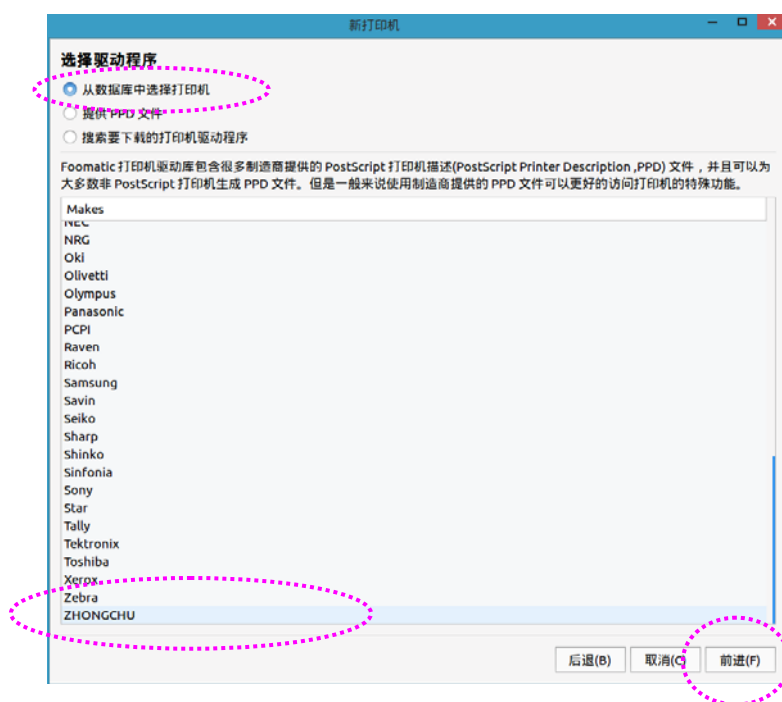 新打印机
选择驱动程序
从数据库中选择打印机
提供 PPD 文件
搜索要下载的打印机驱动程序
Foomatic 打印机驱动库包含很多制造商提供的 PostScript 打印机描述(PostScript Printer Description ,PPD) 文件，并且可以为
大多数非 PostScript 打印机生成 PPD 文件。但是一般来说使用制造商提供的 PPD 文件可以更好的访问打印机的特殊功能。
Makes
NEC
NRG
Oki
Olivetti
Olympus
Panasonic
PCPI
Raven
Ricoh
Samsung
Savin
Seiko
Sharp
Shinko
Sinfonia
Sony
Star
Tally
Tektronix
Toshiba
Xerox
Zebra
ZHONGCHU
后退(B) 取消(C) 前进(F)